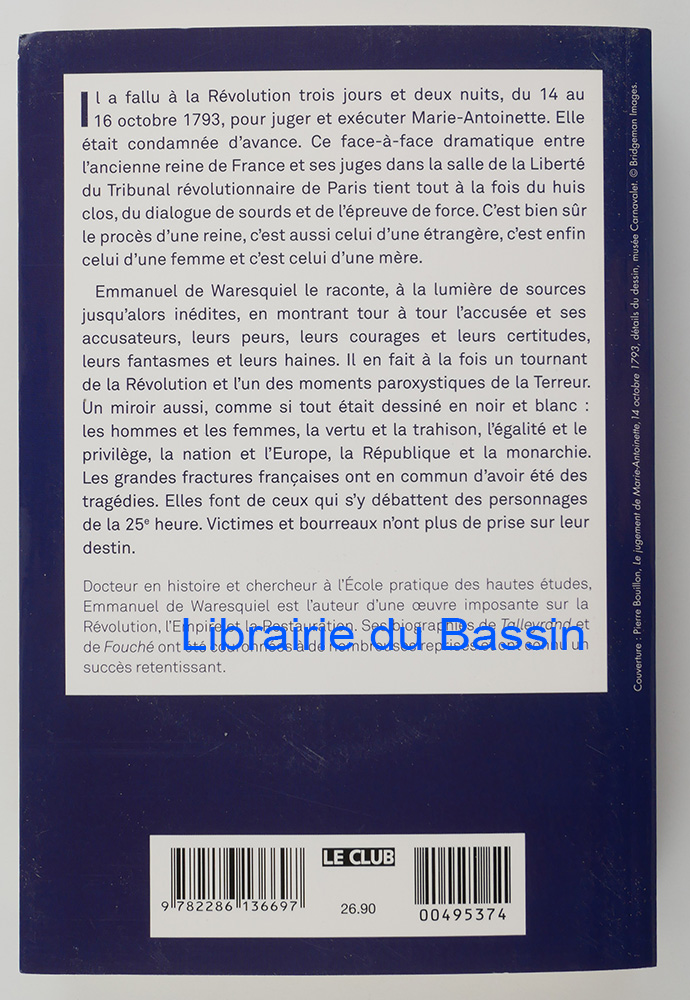 Il a fallu à la Révolution trois jours et deux nuits, du 14 au
16 octobre 1793, pour juger et exécuter Marie-Antoinette. Elle
était condamnée d'avance. Ce face-à-face dramatique entre
l'ancienne reine de France et ses juges dans la salle de la Liberté
du Tribunal révolutionnaire de Paris tient tout à la fois du huis
clos, du dialogue de sourds et de l'épreuve de force. C'est bien sûr
le procès d'une reine, c'est aussi celui d'une étrangère, c'est enfin
celui d'une femme et c'est celui d'une mère.
Emmanuel de Waresquiel le raconte, à la lumière de sources
jusqu'alors inédites, en montrant tour à tour l'accusée et ses
accusateurs, leurs peurs, leurs courages et leurs certitudes,
leurs fantasmes et leurs haines. Il en fait à la fois un tournant
de la Révolution et l'un des moments paroxystiques de la Terreur.
Un miroir aussi, comme si tout était dessiné en noir et blanc :
les hommes et les femmes, la vertu et la trahison, l'égalité et le
privilège, la nation et l'Europe, la République et la monarchie.
Les grandes fractures françaises ont en commun d'avoir été des
tragédies. Elles font de ceux qui s'y débattent des personnages
de la 25e heure. Victimes et bourreaux n'ont plus de prise sur leur
destin.
Docteur en histoire et chercheur à l'École pratique des hautes études,
Emmanuel de Waresquiel est l'auteur d'une œuvre imposante sur la
Révolution, l'Empire et la Restauration. Ses biographies de Talleyrand et
de Fouché ont été couronnées à de nombreuses reprises et ont connu un
succès retentissant.
Librairie du Bassin
Couverture : Pierre Bouillon, Le jugement de Marie-Antoinette, 14 octobre 1793, détails du dessin, musée Carnavalet. © Bridgeman Images.
LE CLUB
9 782286 136697
26.90
00495374